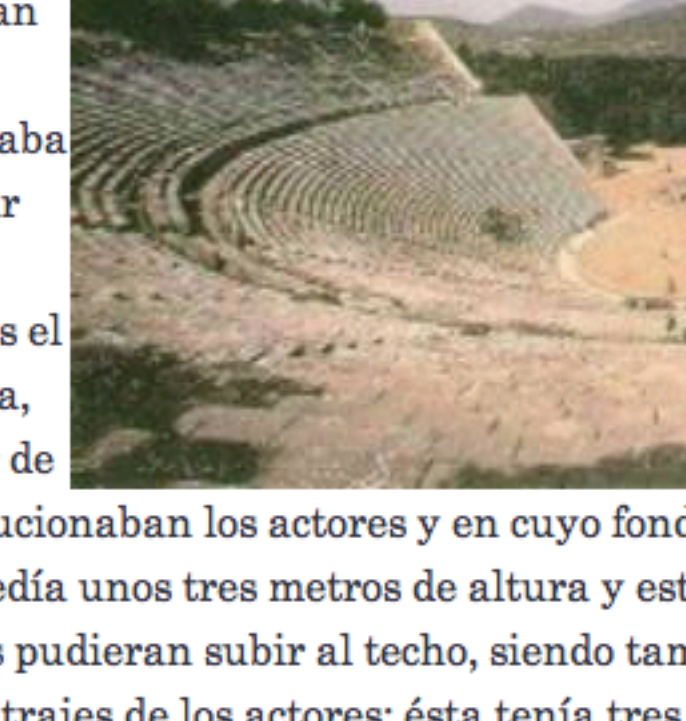 an
aba
r
s el
a,
de
ucionaban los actores y en cuyo fond
edía unos tres metros de altura y est
s pudieran subir al techo, siendo tam
trajes de los actores; ésta tenía tres